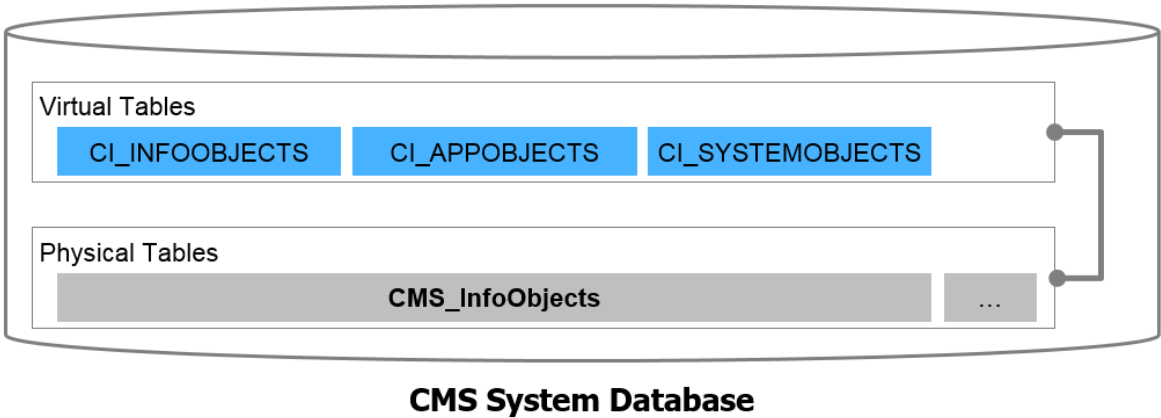 Virtual Tables
CI_INFOOBJECTS CI_APPOBJECTS CI_SYSTEMOBJECTS
Physical Tables
CMS_InfoObjects ...
CMS System Database